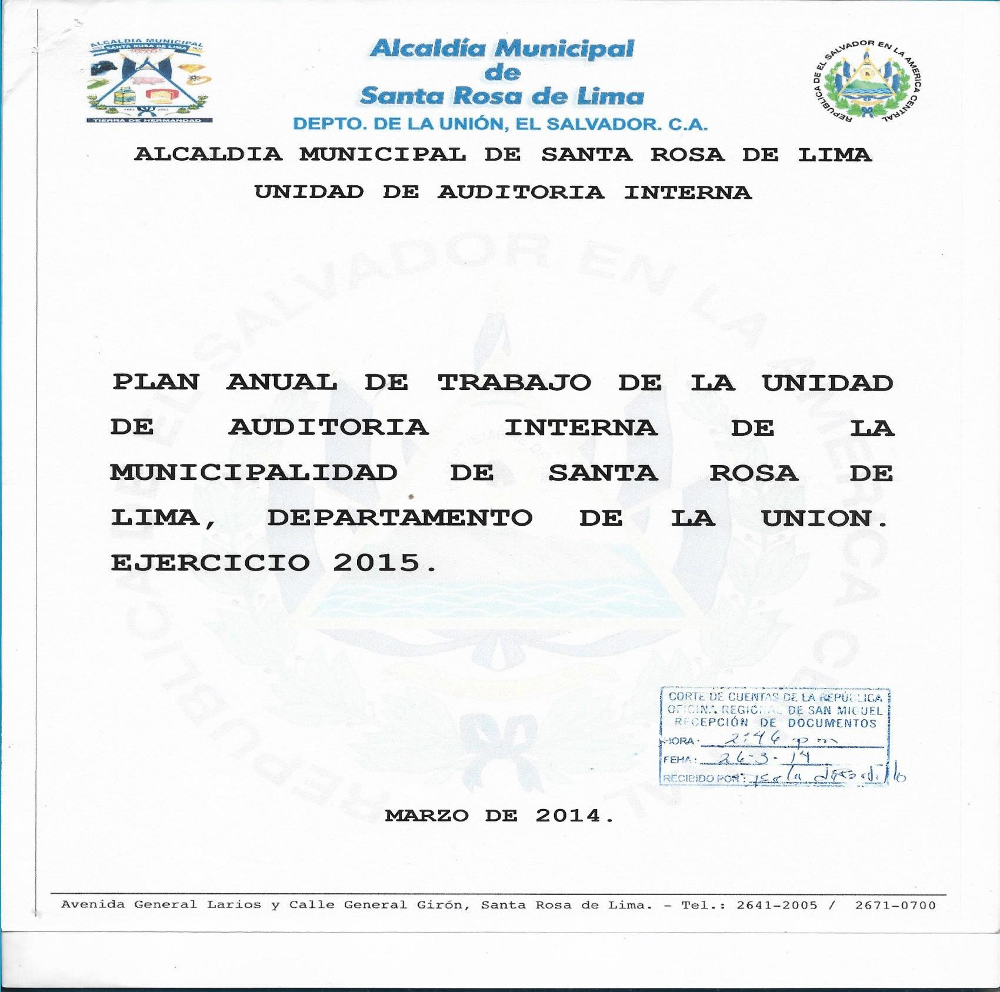 ALCALDIA MUNICIPAL
SANTA ROSA DE LIMA
TIERRA DE HERMANDAD
Alcaldía Municipal
de
Santa Rosa de Lima
DEPTO. DE LA UNIÓN, EL SALVADOR. C.A.
REPUBLICA DE EL SALVADOR EN LA AMERICA CENTRAL
ALCALDIA MUNICIPAL DE SANTA ROSA DE LIMA
UNIDAD DE AUDITORIA INTERNA
PLAN ANUAL DE TRABAJO DE LA UNIDAD
DE AUDITORIA INTERNA DE LA
MUNICIPALIDAD DE SANTA ROSA DE
LIMA, DEPARTAMENTO DE LA UNION.
EJERCICIO 2015.
CORTE DE CUENTAS DE LA REPÚBLICA
OFICINA REGIONAL DE SAN MIGUEL
RECEPCIÓN DE DOCUMENTOS
HORA: 2:46 pm
FEHA: 26-3-14
RECIBIDO POR:
MARZO DE 2014.
Avenida General Larios y Calle General Girón, Santa Rosa de Lima. – Tel.: 2641–2005 / 2671–0700